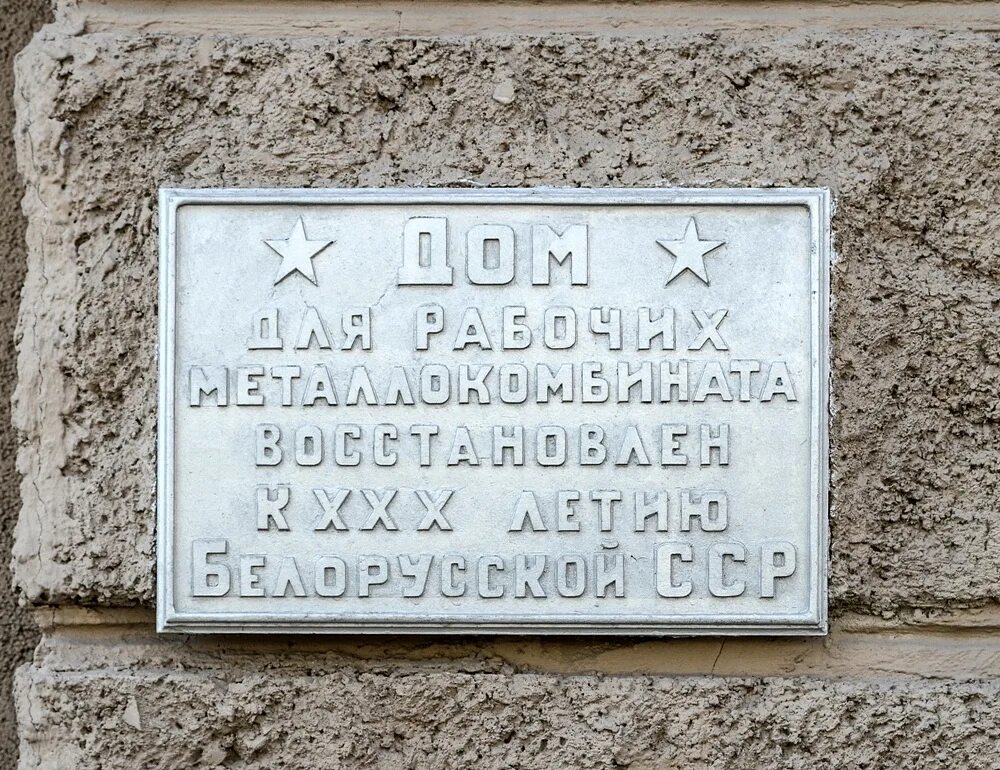 ДОМ
ДЛЯ РАБОЧИХ
МЕТАЛЛОКОМБИНАТА
ВОССТАНОВЛЕН
К XXX ЛЕТИЮ
БЕЛОРУССКОЙ ССР